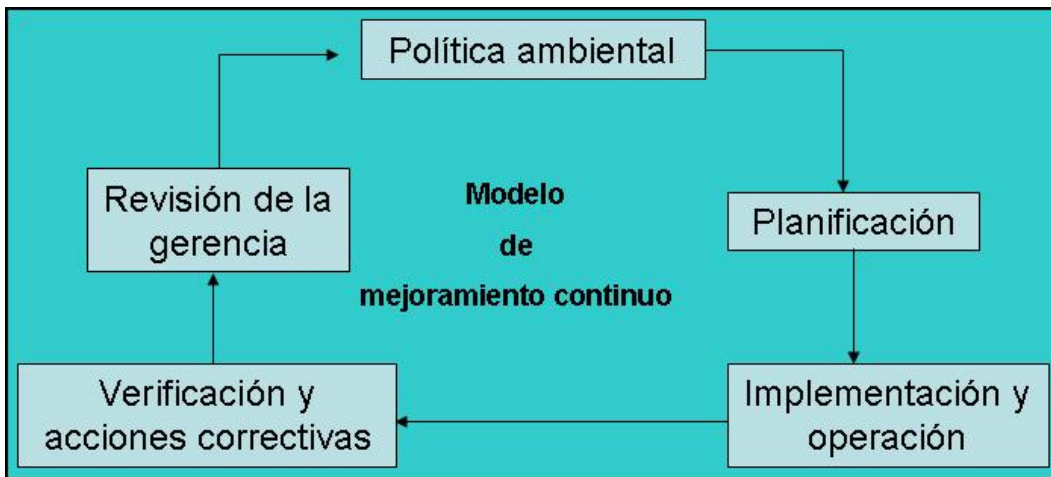 Política ambiental
Planificación
Implementación y
operación
Verificación y
acciones correctivas
Revisión de la
gerencia
Modelo
de
mejoramiento continuo